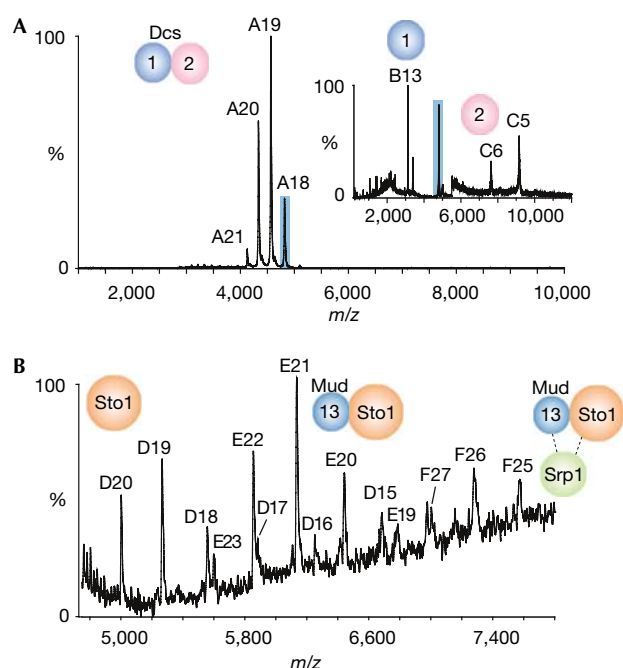 A
Dcs
1 2
100
%
0
A21
A20
A19
A18
2,000 4,000 6,000 8,000 10,000
m/z
1
2
100
%
0
B13
C6
C5
2,000 6,000 10,000
B
Sto1
Mud
13 Sto1
Mud
13 Sto1
Srp1
100
%
0
D20
D19
D18
E23
E22
D17
E21
D16
E20
D15
E19
F27
F26
F25
5,000 5,800 6,600 7,400
m/z